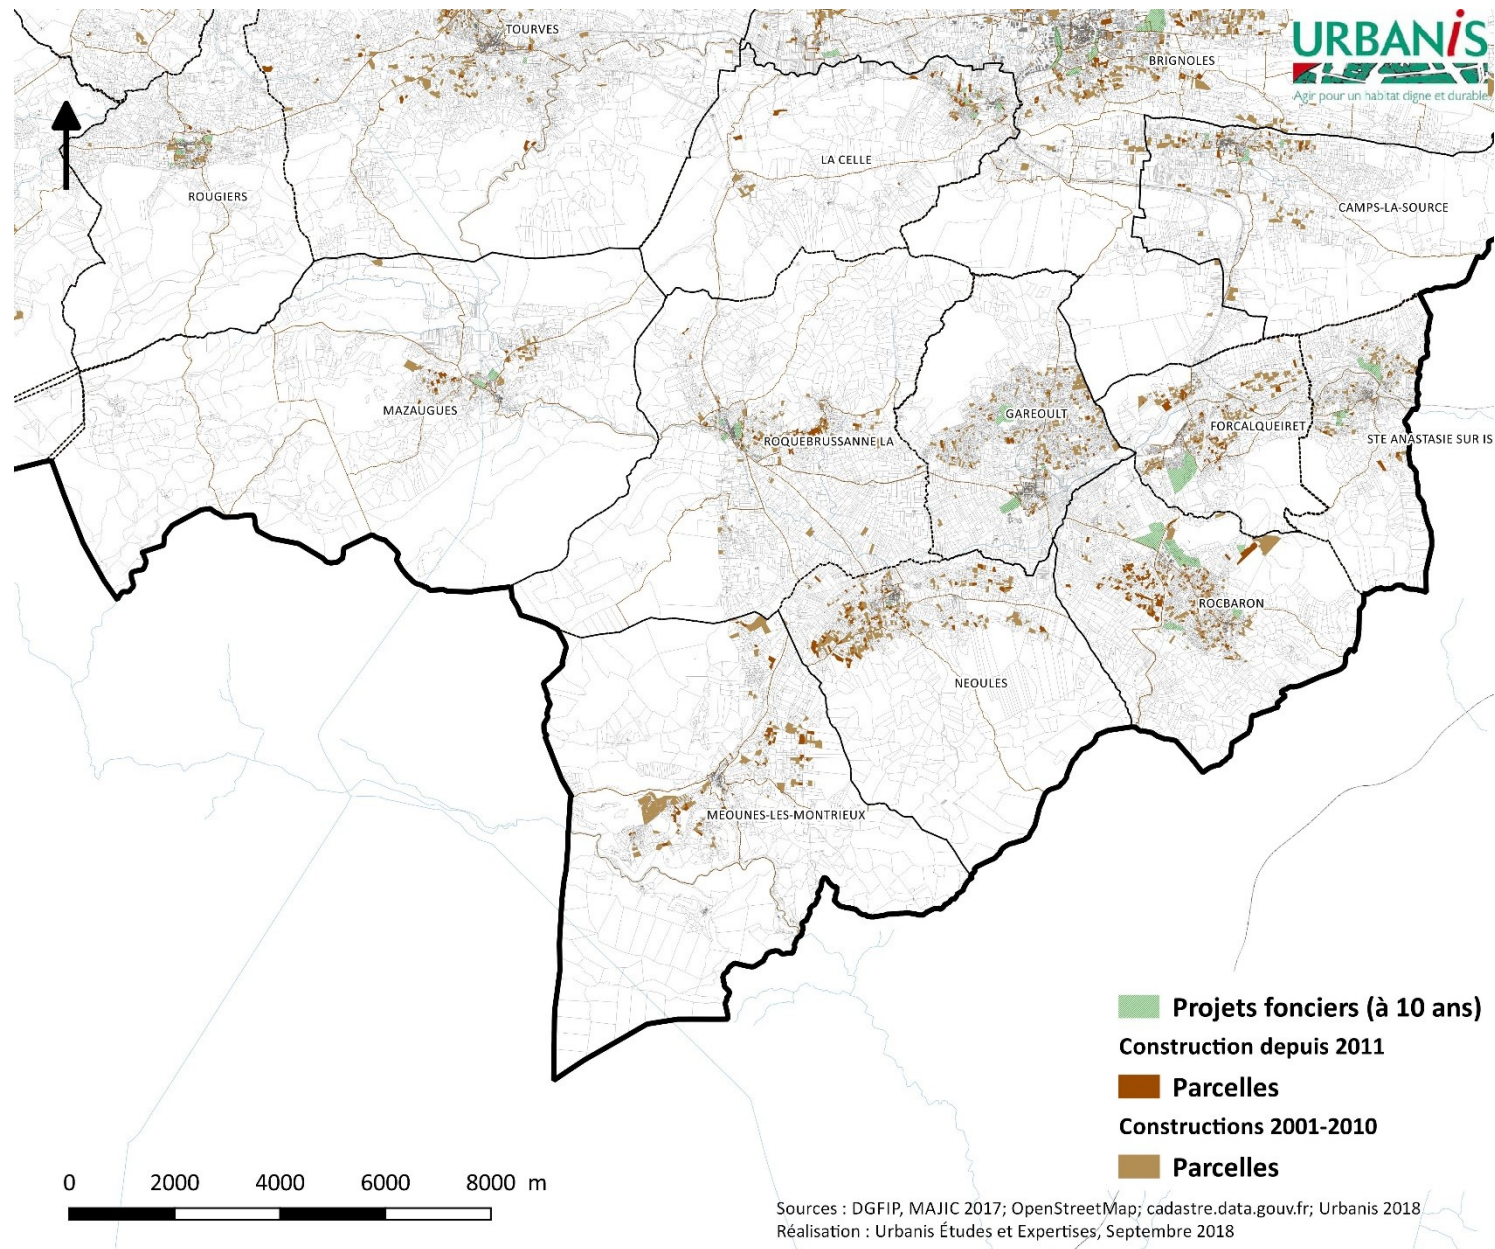 TOURVES
URBANiS
Agir pour un habitat digne et durable
BRIGNOLES
LA CELLE
ROUGIERS
CAMPS-LA-SOURCE
MAZAUGUES
GAREOULT
FORCALQUEIRET
ROQUEBRUSSANNE LA
STE ANASTASIE SUR IS
ROCBARON
NEOULES
MEOUNES-LES-MONTRIEUX
Projets fonciers (à 10 ans)
Construction depuis 2011
Parcelles
Constructions 2001-2010
Parcelles
0 2000 4000 6000 8000 m
Sources : DGFIP, MAJIC 2017; OpenStreetMap; cadastre.data.gouv.fr; Urbanis 2018
Réalisation : Urbanis Études et Expertises, Septembre 2018